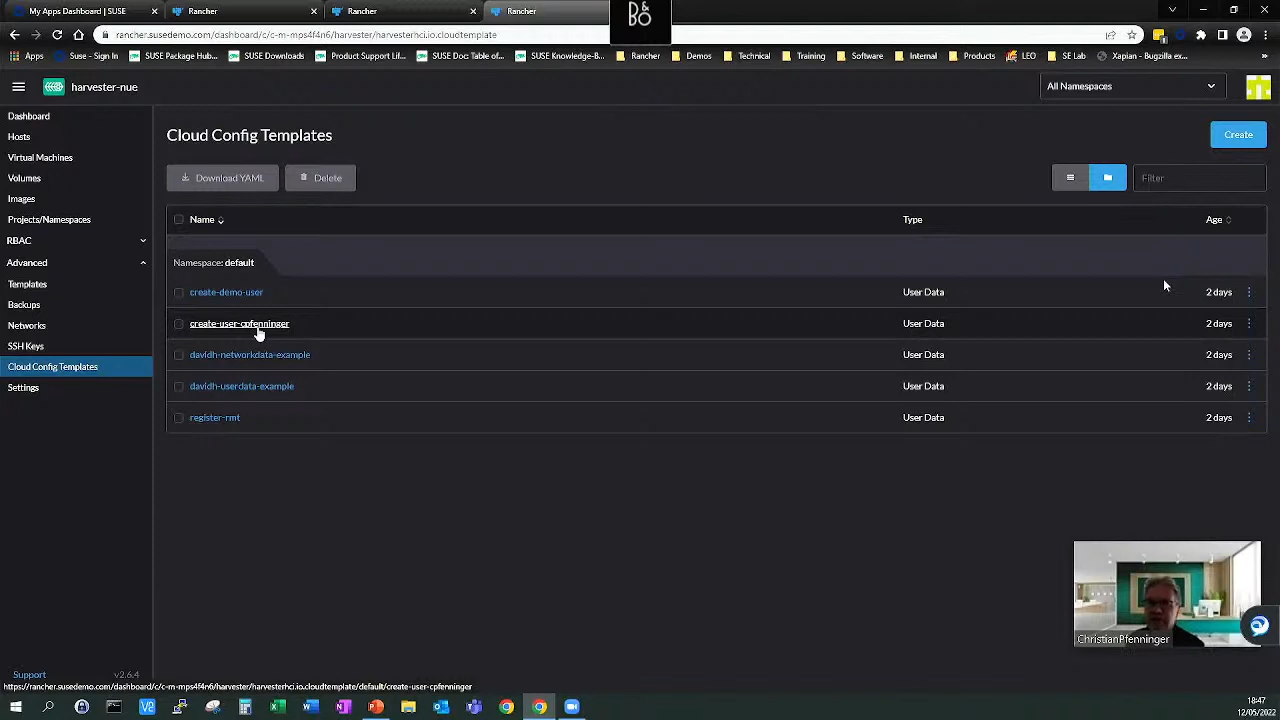 My Apps Dashboard | SUSE
Rancher
Rancher
Rancher
B&O
rancher.susedemo.com/dashboard/c/c-m-mps4f4n6/harvester/harvesterhci.io.cloudtemplate
Apps
Suse - Sign In
SUSE Package Hub...
SUSE Downloads
Product Support Lif...
SUSE Doc: Table of...
SUSE Knowledge-B...
Rancher
Demos
Technical
Training
Software
Internal
Products
LEO
SE Lab
Xapian - Bugzilla ex...
»
harvester-nue
All Namespaces
Dashboard
Hosts
Virtual Machines
Volumes
Images
Projects/Namespaces
RBAC
Advanced
Templates
Backups
Networks
SSH Keys
Cloud Config Templates
Settings
Cloud Config Templates
Create
Download YAML
Delete
Filter
Name Type Age
Namespace: default
create-demo-user User Data 2 days
create-user-cpfenninger User Data 2 days
davidh-networkdata-example User Data 2 days
davidh-userdata-example User Data 2 days
register-rmt User Data 2 days
Christian Pfenninger
Support v2.6.4
https://rancher.susedemo.com/dashboard/c/c-m-mps4f4n6/harvester/harvesterhci.io.cloudtemplate/default/create-user-cpfenninger
18:47
12/05/2022